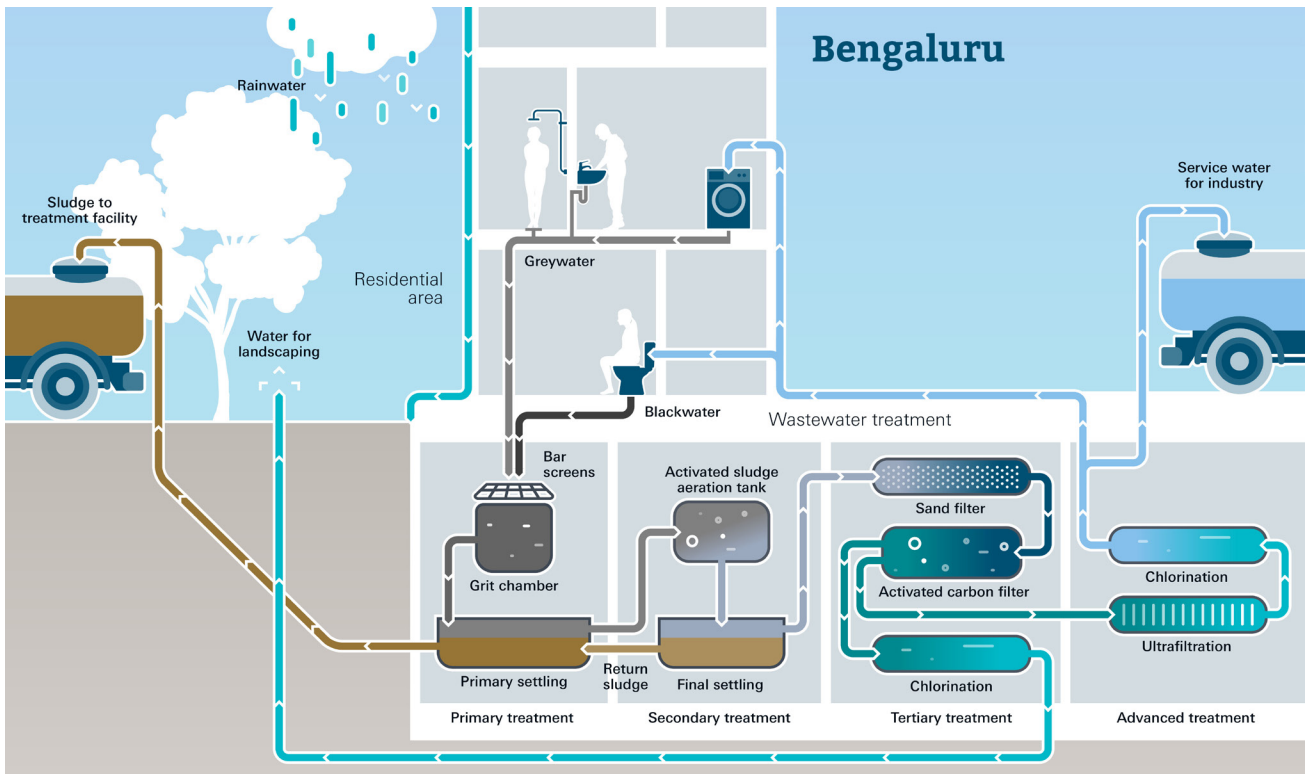 Bengaluru
Rainwater
Service water
for industry
Sludge to
treatment facility
Greywater
Residential
area
Water for
landscaping
Blackwater
Wastewater treatment
Bar
screens
Activated sludge
aeration tank
Sand filter
Grit chamber
Activated carbon filter
Chlorination
Ultrafiltration
Primary settling
Return
sludge
Final settling
Chlorination
Primary treatment
Secondary treatment
Tertiary treatment
Advanced treatment